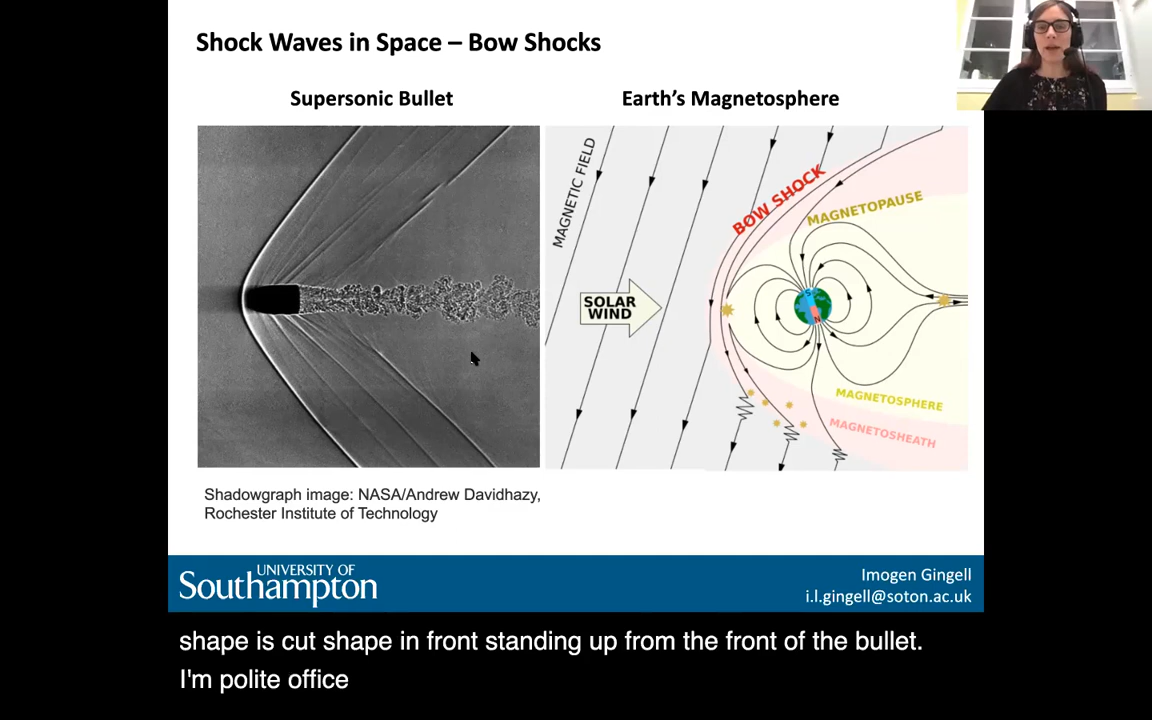 Shock Waves in Space – Bow Shocks
Supersonic Bullet
Earth's Magnetosphere
MAGNETIC FIELD
BOW SHOCK
MAGNETOPAUSE
SOLAR
WIND
S
N
MAGNETOSPHERE
MAGNETOSHEATH
Shadowgraph image: NASA/Andrew Davidhazy,
Rochester Institute of Technology
UNIVERSITY OF
Southampton
Imogen Gingell
i.l.gingell@soton.ac.uk
shape is cut shape in front standing up from the front of the bullet.
I'm polite office